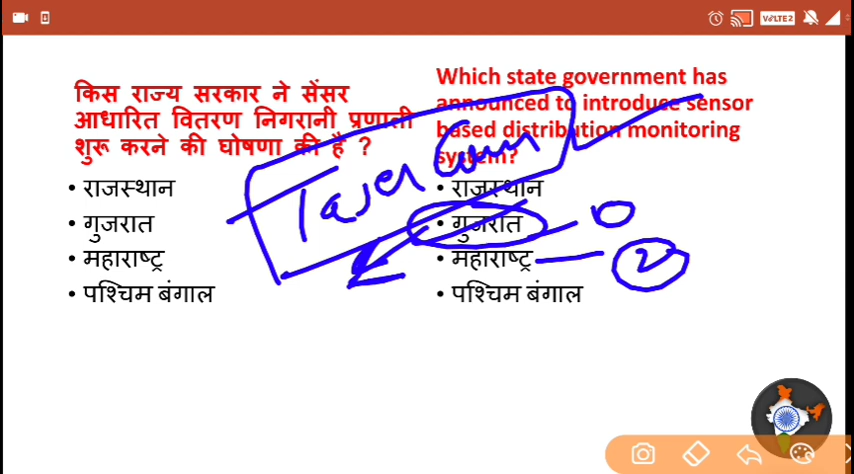 VoLTE2
किस राज्य सरकार ने सेंसर
आधारित वितरण निगरानी प्रणाली
शुरू करने की घोषणा की है ?
• राजस्थान
• गुजरात
• महाराष्ट्र
• पश्चिम बंगाल
Which state government has
announced to introduce sensor
based distribution monitoring
system?
• राजस्थान
• गुजरात
• महाराष्ट्र
• पश्चिम बंगाल